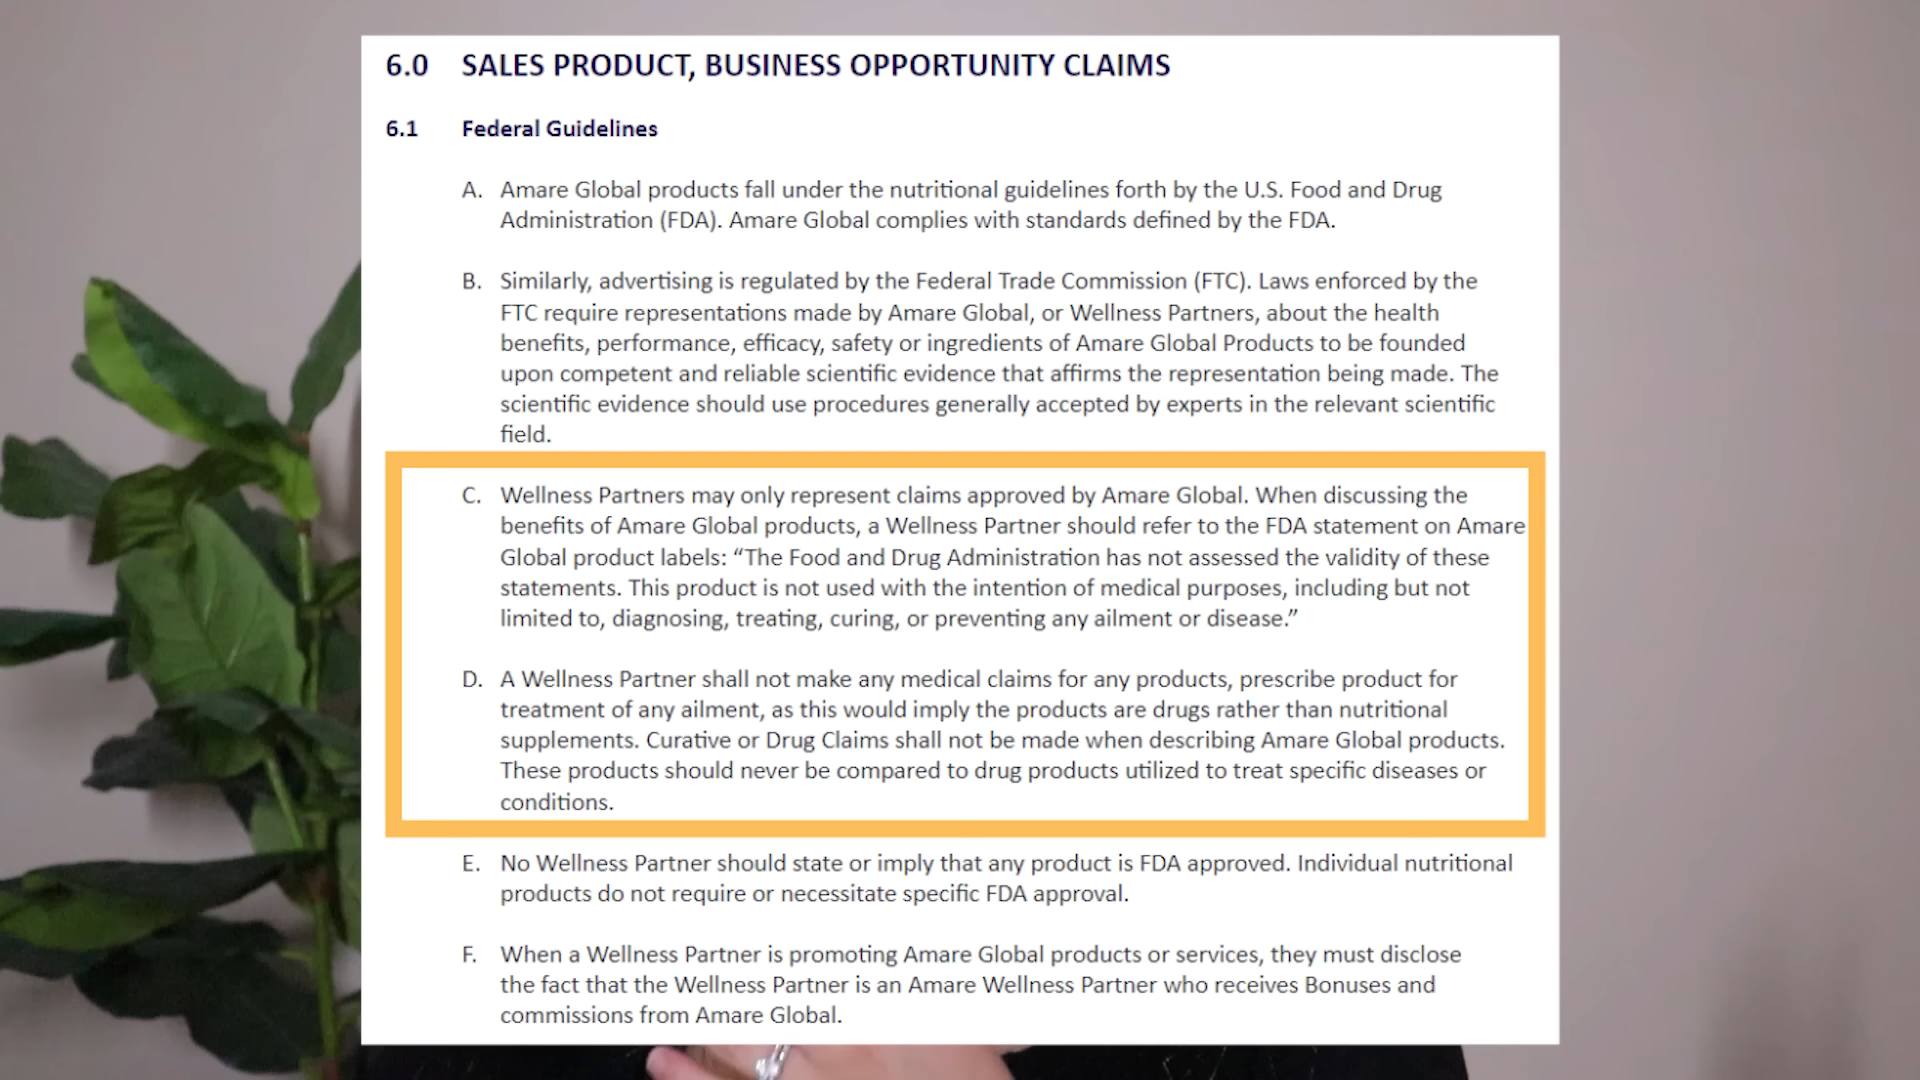 6.0 SALES PRODUCT, BUSINESS OPPORTUNITY CLAIMS
6.1 Federal Guidelines
A. Amare Global products fall under the nutritional guidelines forth by the U.S. Food and Drug
Administration (FDA). Amare Global complies with standards defined by the FDA.
B. Similarly, advertising is regulated by the Federal Trade Commission (FTC). Laws enforced by the
FTC require representations made by Amare Global, or Wellness Partners, about the health
benefits, performance, efficacy, safety or ingredients of Amare Global Products to be founded
upon competent and reliable scientific evidence that affirms the representation being made. The
scientific evidence should use procedures generally accepted by experts in the relevant scientific
field.
C. Wellness Partners may only represent claims approved by Amare Global. When discussing the
benefits of Amare Global products, a Wellness Partner should refer to the FDA statement on Amare
Global product labels: “The Food and Drug Administration has not assessed the validity of these
statements. This product is not used with the intention of medical purposes, including but not
limited to, diagnosing, treating, curing, or preventing any ailment or disease.”
D. A Wellness Partner shall not make any medical claims for any products, prescribe product for
treatment of any ailment, as this would imply the products are drugs rather than nutritional
supplements. Curative or Drug Claims shall not be made when describing Amare Global products.
These products should never be compared to drug products utilized to treat specific diseases or
conditions.
E. No Wellness Partner should state or imply that any product is FDA approved. Individual nutritional
products do not require or necessitate specific FDA approval.
F. When a Wellness Partner is promoting Amare Global products or services, they must disclose
the fact that the Wellness Partner is an Amare Wellness Partner who receives Bonuses and
commissions from Amare Global.